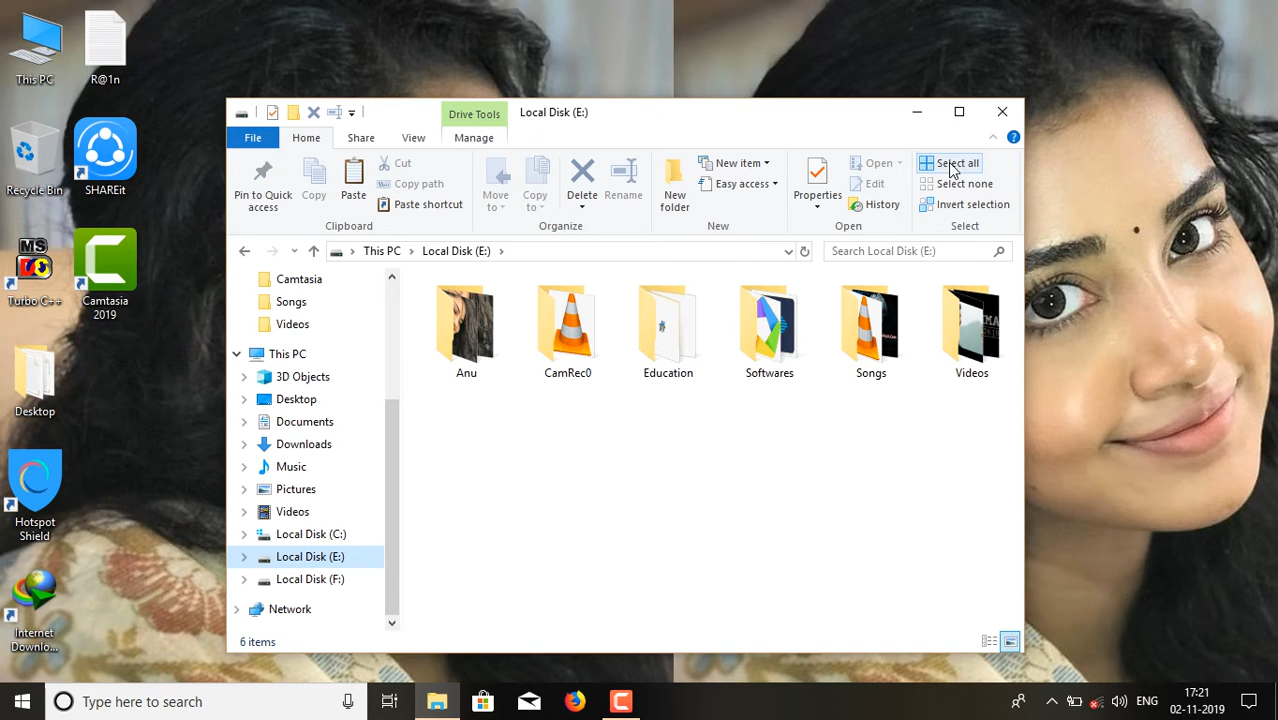 This PC
R@1n
Recycle Bin
SHAREit
Turbo C++
Camtasia
2019
Desktop
Hotspot
Shield
Internet
Downlo...
Drive Tools
Local Disk (E:)
File
Home
Share
View
Manage
Pin to Quick
access
Copy
Paste
Cut
Copy path
Paste shortcut
Clipboard
Move
to
Copy
to
Delete
Rename
Organize
New
folder
New item
Easy access
New
Properties
Open
Edit
History
Open
Select all
Select none
Invert selection
Select
This PC
Local Disk (E:)
Search Local Disk (E:)
Camtasia
Songs
Videos
This PC
3D Objects
Desktop
Documents
Downloads
Music
Pictures
Videos
Local Disk (C:)
Local Disk (E:)
Local Disk (F:)
Network
Anu
CamRec0
Education
Softwares
Songs
Videos
6 items
Type here to search
ENG
17:21
02-11-2019